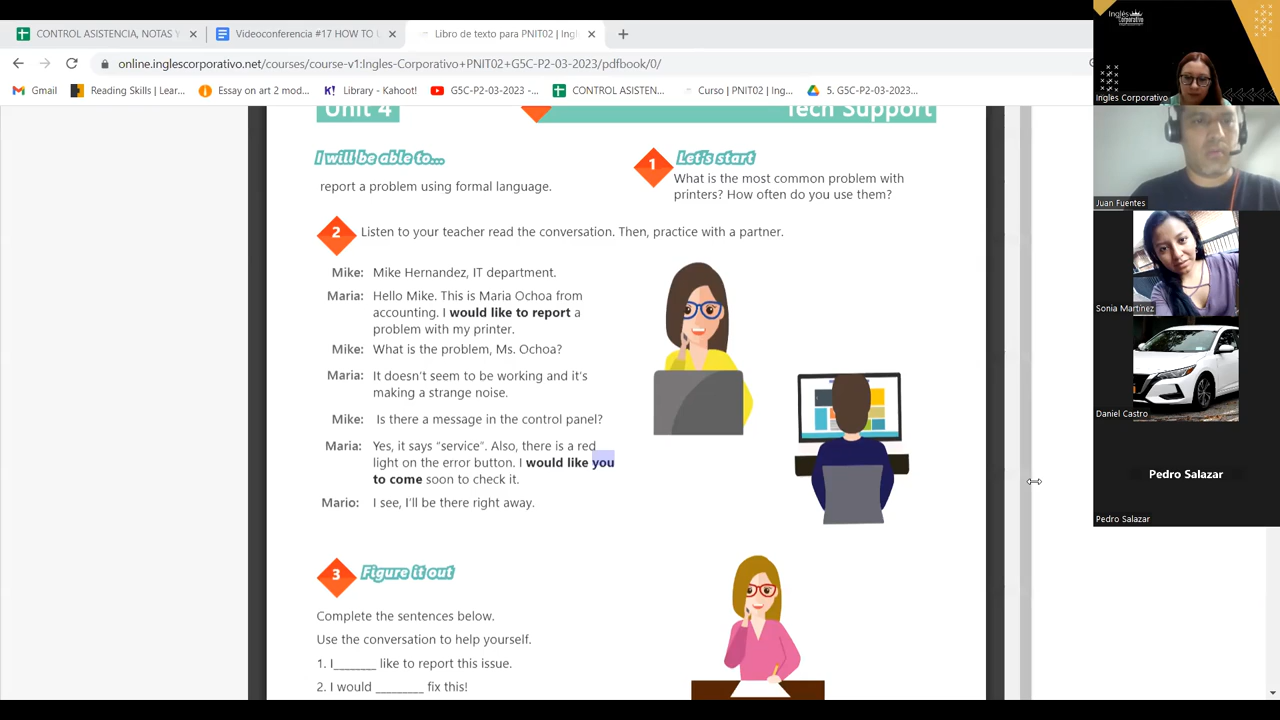 CONTROL ASISTENCIA, NOTAS Y
Videoconferencia #17 HOW TO U
Libro de texto para PNIT02 | Ingl
online.inglescorporativo.net/courses/course-v1:Ingles-Corporativo+PNIT02+G5C-P2-03-2023/pdfbook/0/
Gmail
Reading Skills | Lear...
Essay on art 2 mod...
Library - Kahoot!
G5C-P2-03-2023 -...
CONTROL ASISTEN...
Curso | PNIT02 | Ing...
5. G5C-P2-03-2023...
Unit 4
Tech Support
I will be able to...
report a problem using formal language.
1
Let's start
What is the most common problem with
printers? How often do you use them?
2
Listen to your teacher read the conversation. Then, practice with a partner.
Mike: Mike Hernandez, IT department.
Maria: Hello Mike. This is Maria Ochoa from
accounting. I would like to report a
problem with my printer.
Mike: What is the problem, Ms. Ochoa?
Maria: It doesn't seem to be working and it's
making a strange noise.
Mike: Is there a message in the control panel?
Maria: Yes, it says "service". Also, there is a red
light on the error button. I would like you
to come soon to check it.
Mario: I see, I'll be there right away.
3
Figure it out
Complete the sentences below.
Use the conversation to help yourself.
1. I_______ like to report this issue.
2. I would ________ fix this!
Inglés
Corporativo
Ingles Corporativo
Juan Fuentes
Sonia Martinez
Daniel Castro
Pedro Salazar
Pedro Salazar